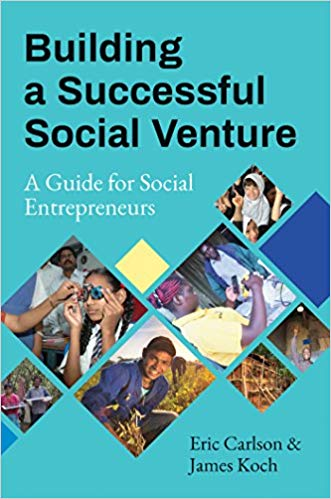 Building
a Successful
Social Venture
A Guide for Social
Entrepreneurs
Eric Carlson &
James Koch